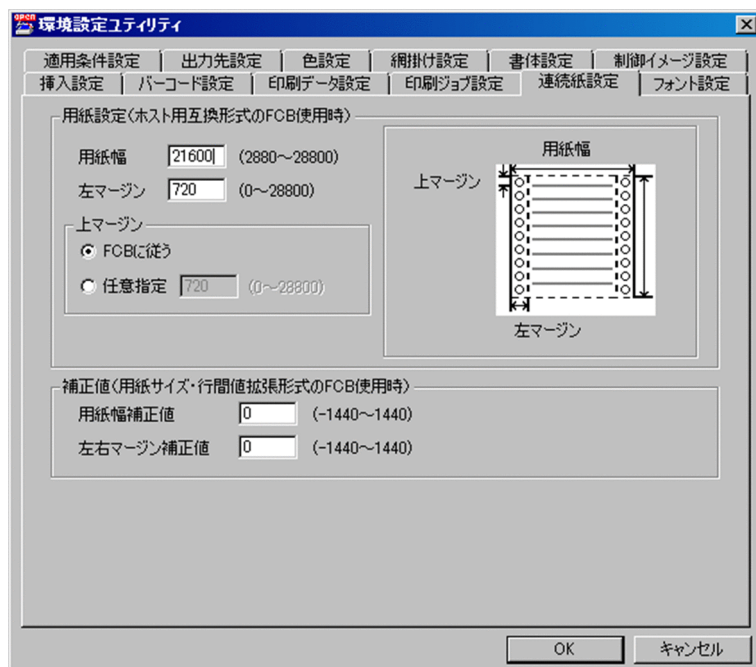 OPEN
環境設定ユティリティ
適用条件設定 出力先設定 色設定 網掛け設定 書体設定 制御イメージ設定
挿入設定 バーコード設定 印刷データ設定 印刷ジョブ設定 連続紙設定 フォント設定
用紙設定(ホスト用互換形式のFCB使用時)
用紙幅 21600 (2880~28800)
左マージン 720 (0~28800)
上マージン
FCBに従う
任意指定 720 (0~28800)
用紙幅
上マージン
左マージン
補正値(用紙サイズ・行間値拡張形式のFCB使用時)
用紙幅補正値 0 (-1440~1440)
左右マージン補正値 0 (-1440~1440)
OK キャンセル